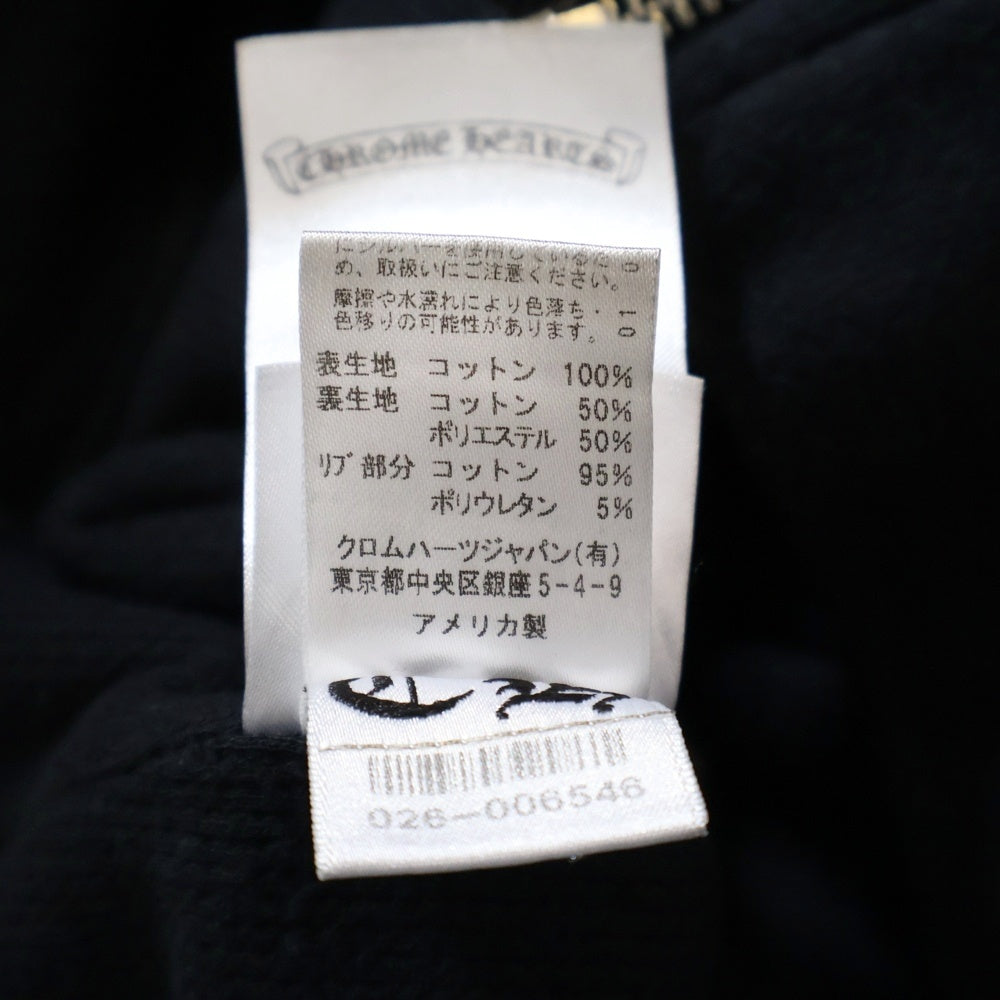 CHROME HEARTS
にシルバーを使用しているた
め、取扱いにご注意ください。
摩擦や水濡れにより色落ち・
色移りの可能性があります。
表生地 コットン 100%
裏生地 コットン 50%
ポリエステル 50%
リブ部分 コットン 95%
ポリウレタン 5%
クロムハーツジャパン(有)
東京都中央区銀座5-4-9
アメリカ製
026-006546